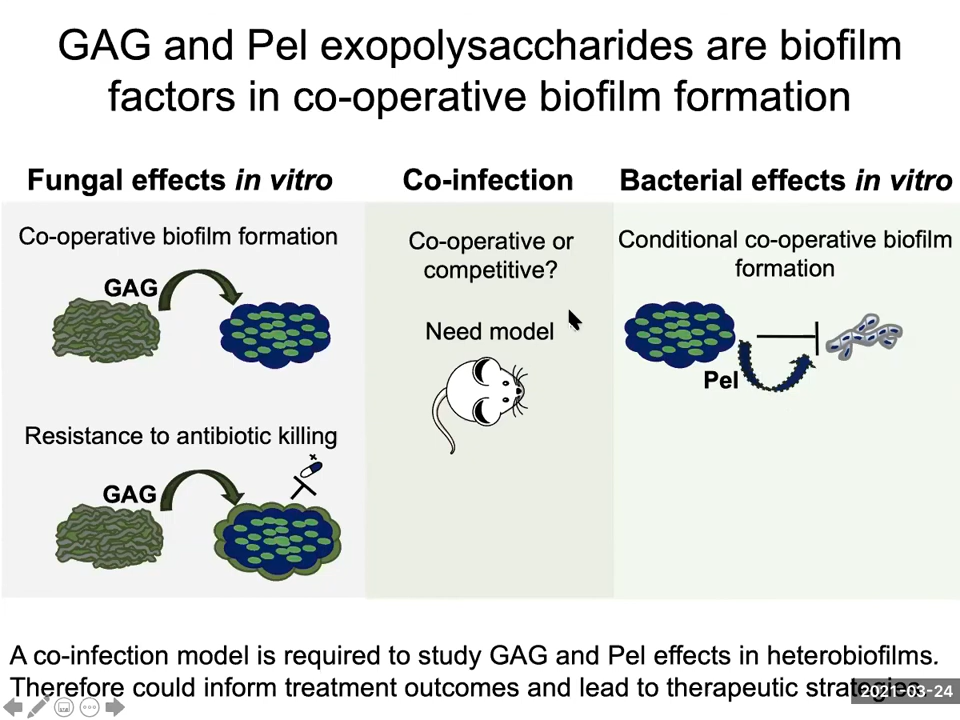 GAG and Pel exopolysaccharides are biofilm
factors in co-operative biofilm formation
Fungal effects in vitro
Co-operative biofilm formation
GAG
Resistance to antibiotic killing
GAG
Co-infection
Co-operative or
competitive?
Need model
Bacterial effects in vitro
Conditional co-operative biofilm
formation
Pel
A co-infection model is required to study GAG and Pel effects in heterobiofilms.
Therefore could inform treatment outcomes and lead to therapeutic strategies.
2021-03-24